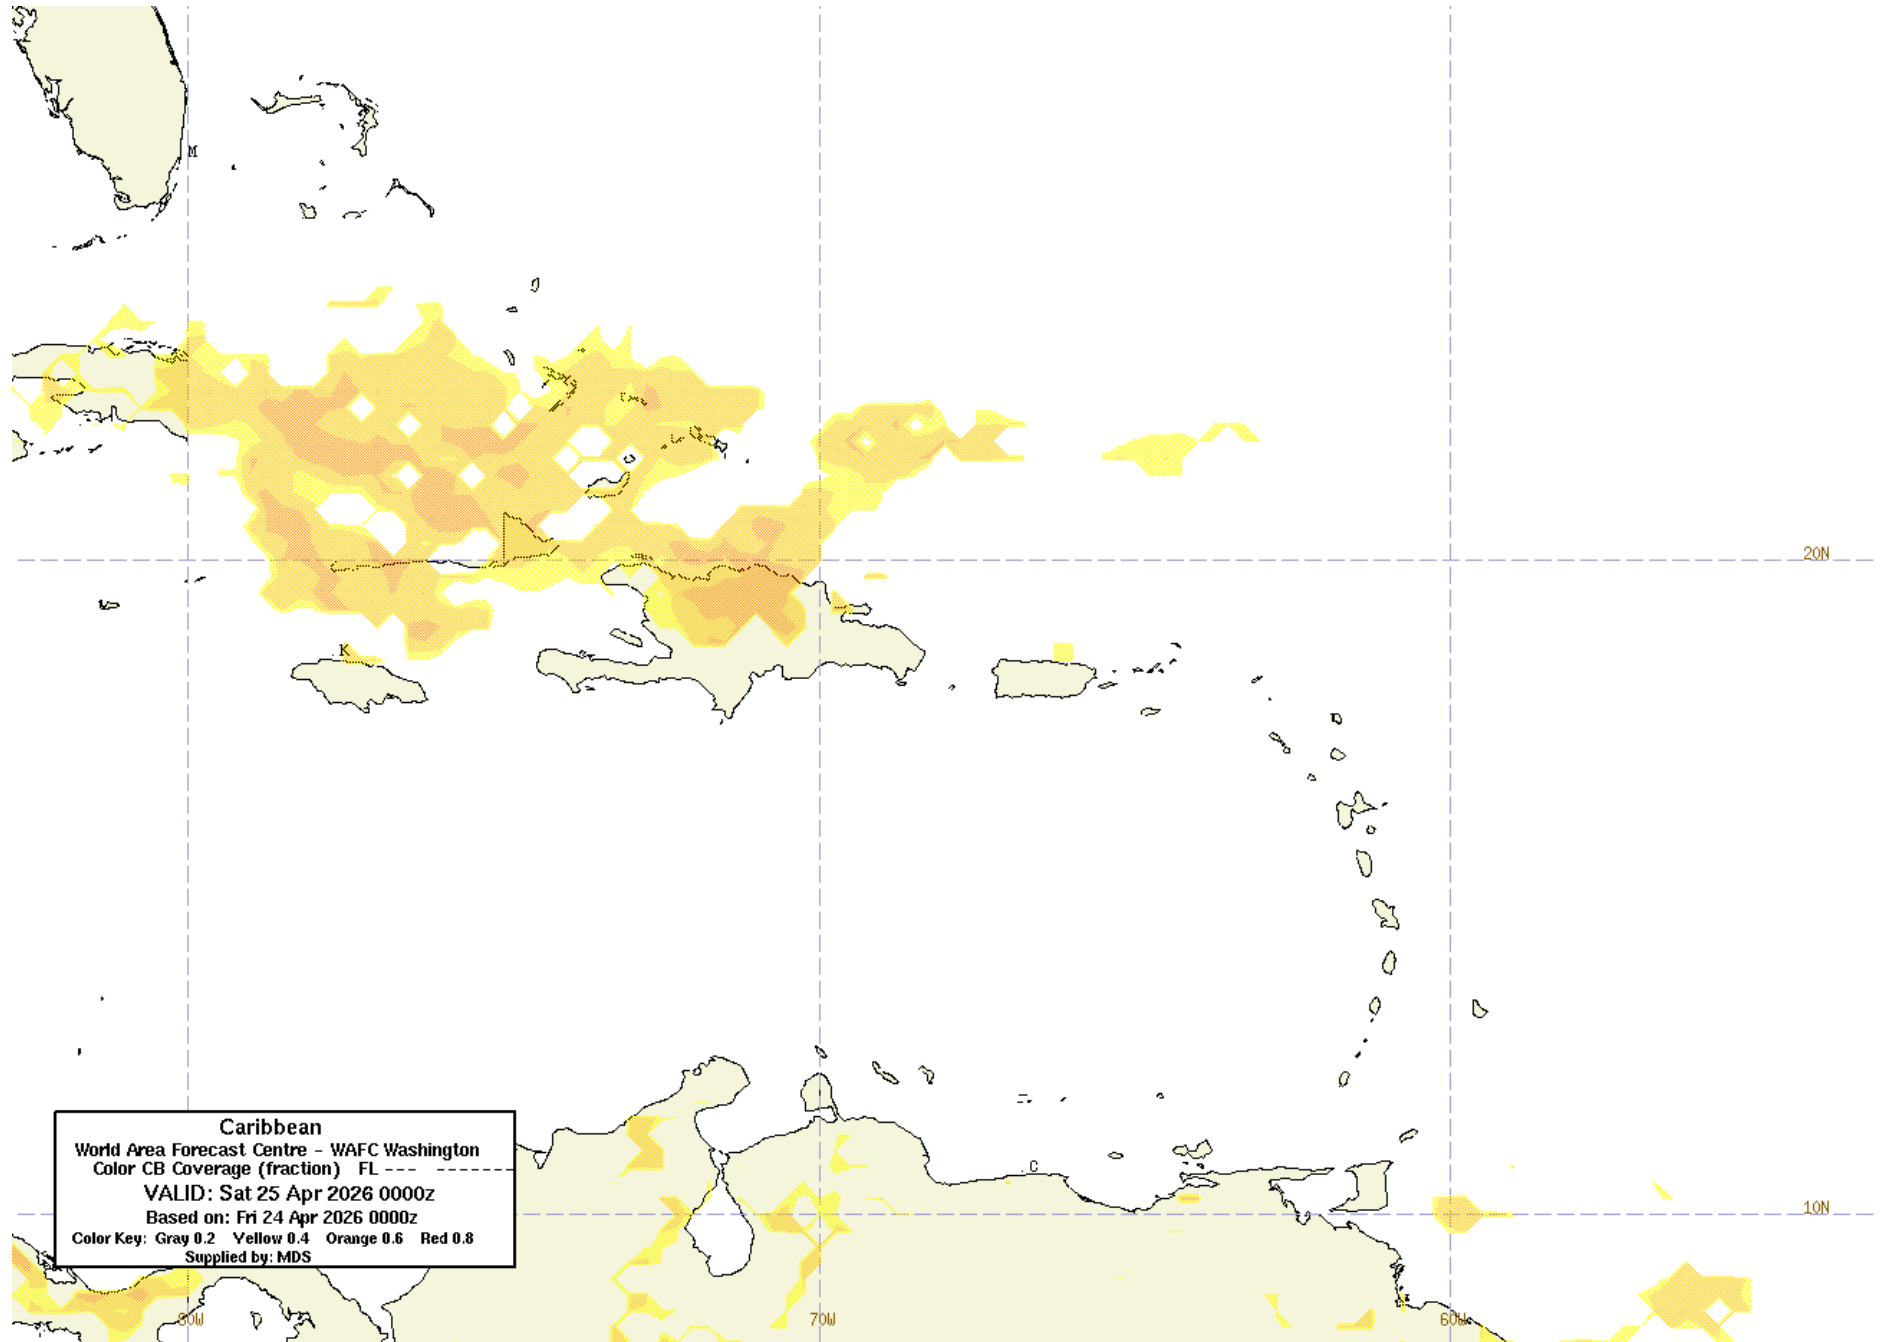 M
20N
K
C
10N
80W
70W
60W
Caribbean
World Area Forecast Centre - WAFC Washington
Color CB Coverage (fraction) FL --- ----------
VALID: Sat 25 Apr 2026 0000z
Based on: Fri 24 Apr 2026 0000z
Color Key: Gray 0.2 Yellow 0.4 Orange 0.6 Red 0.8
Supplied by: MDS